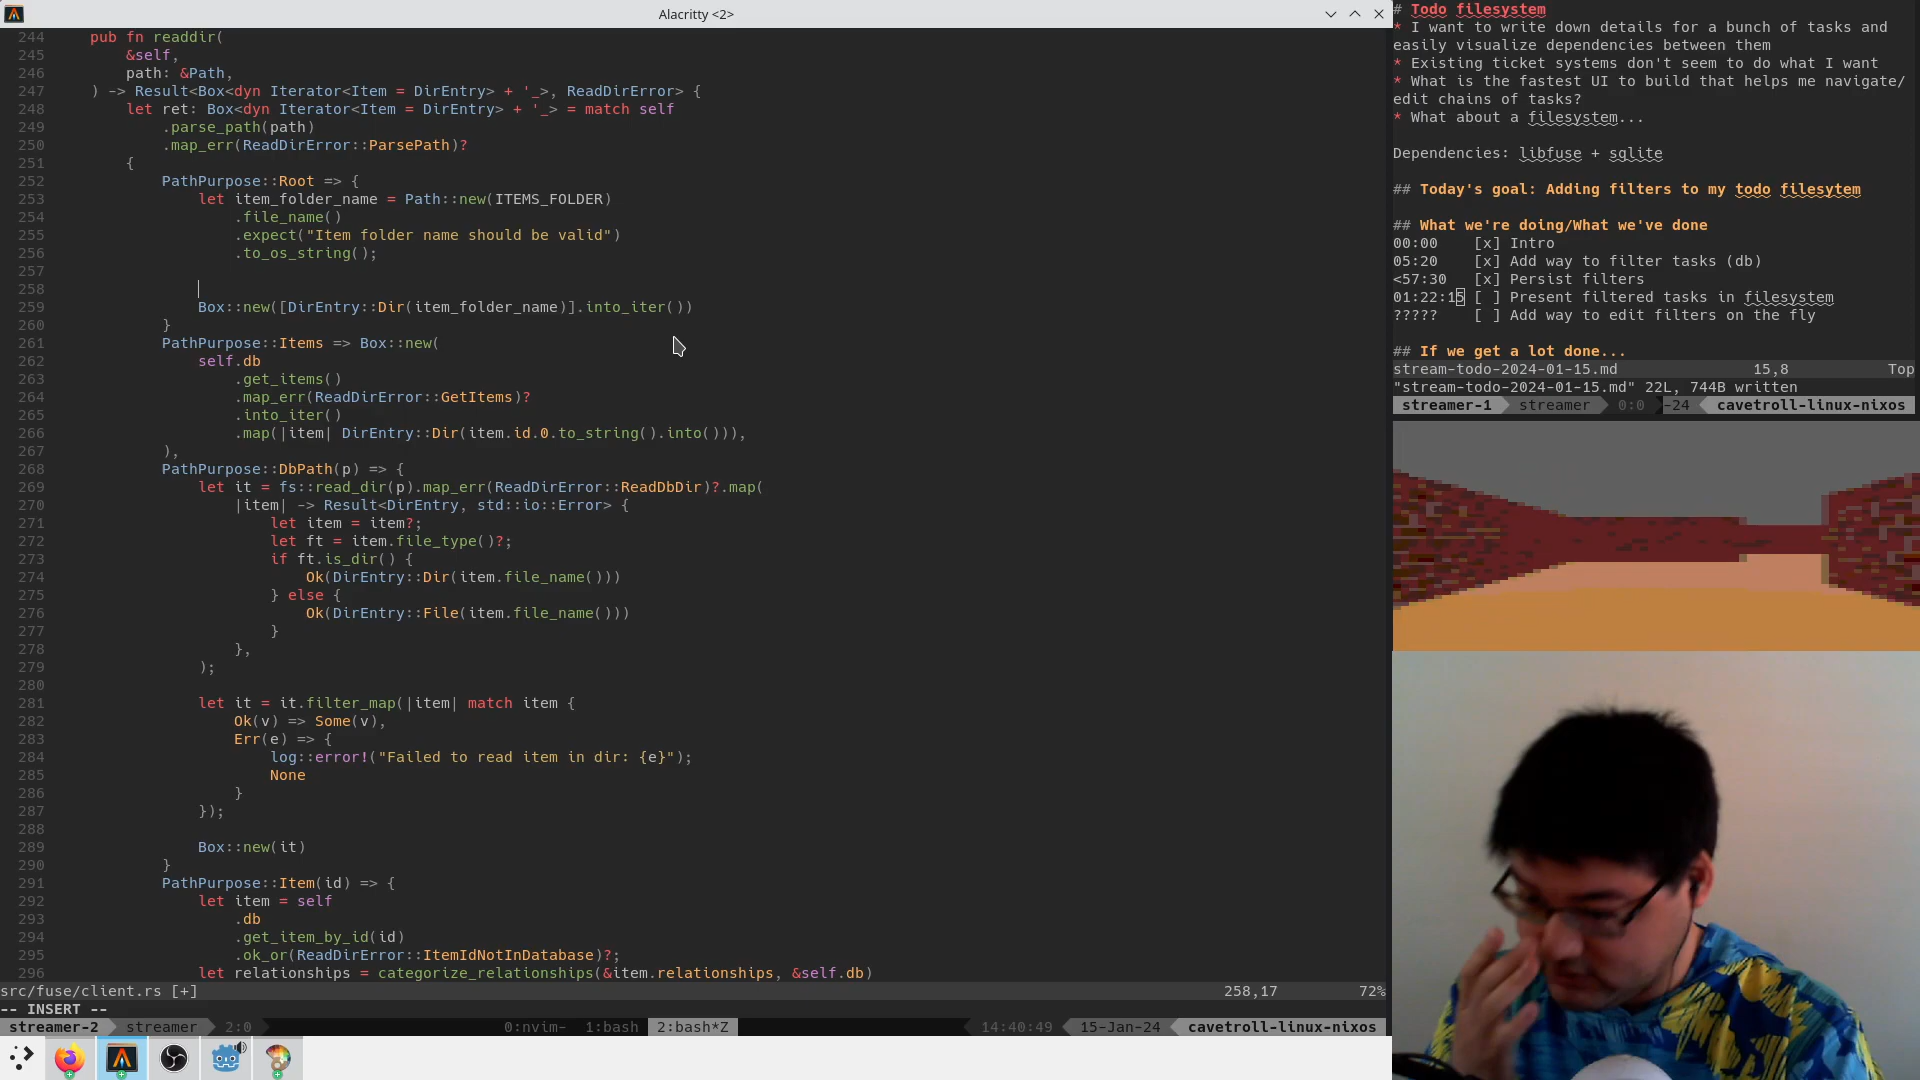 Alacritty <2>
244    pub fn readdir(
245        &self,
246        path: &Path,
247    ) -> Result<Box<dyn Iterator<Item = DirEntry> + '_>, ReadDirError> {
248        let ret: Box<dyn Iterator<Item = DirEntry> + '_> = match self
249            .parse_path(path)
250            .map_err(ReadDirError::ParsePath)?
251        {
252            PathPurpose::Root => {
253                let item_folder_name = Path::new(ITEMS_FOLDER)
254                    .file_name()
255                    .expect("Item folder name should be valid")
256                    .to_os_string();
257
258
259                Box::new([DirEntry::Dir(item_folder_name)].into_iter())
260            }
261            PathPurpose::Items => Box::new(
262                self.db
263                    .get_items()
264                    .map_err(ReadDirError::GetItems)?
265                    .into_iter()
266                    .map(|item| DirEntry::Dir(item.id.0.to_string().into())),
267            ),
268            PathPurpose::DbPath(p) => {
269                let it = fs::read_dir(p).map_err(ReadDirError::ReadDbDir)?.map(
270                    |item| -> Result<DirEntry, std::io::Error> {
271                        let item = item?;
272                        let ft = item.file_type()?;
273                        if ft.is_dir() {
274                            Ok(DirEntry::Dir(item.file_name()))
275                        } else {
276                            Ok(DirEntry::File(item.file_name()))
277                        }
278                    },
279                );
280
281                let it = it.filter_map(|item| match item {
282                    Ok(v) => Some(v),
283                    Err(e) => {
284                        log::error!("Failed to read item in dir: {e}");
285                        None
286                    }
287                });
288
289                Box::new(it)
290            }
291            PathPurpose::Item(id) => {
292                let item = self
293                    .db
294                    .get_item_by_id(id)
295                    .ok_or(ReadDirError::ItemIdNotInDatabase)?;
296                let relationships = categorize_relationships(&item.relationships, &self.db)
src/fuse/client.rs [+] 258,17 72%
-- INSERT --
streamer-2 streamer 2:0 0:nvim- 1:bash 2:bash*Z 14:40:49 15-Jan-24 cavetroll-linux-nixos
# Todo filesystem
* I want to write down details for a bunch of tasks and
easily visualize dependencies between them
* Existing ticket systems don't seem to do what I want
* What is the fastest UI to build that helps me navigate/
edit chains of tasks?
* What about a filesystem...
Dependencies: libfuse + sqlite
## Today's goal: Adding filters to my todo filesytem
## What we're doing/What we've done
00:00 [x] Intro
05:20 [x] Add way to filter tasks (db)
<57:30 [x] Persist filters
01:22:15 [ ] Present filtered tasks in filesystem
????? [ ] Add way to edit filters on the fly
## If we get a lot done...
stream-todo-2024-01-15.md 15,8 Top
"stream-todo-2024-01-15.md" 22L, 744B written
streamer-1 streamer 0:0 -24 cavetroll-linux-nixos